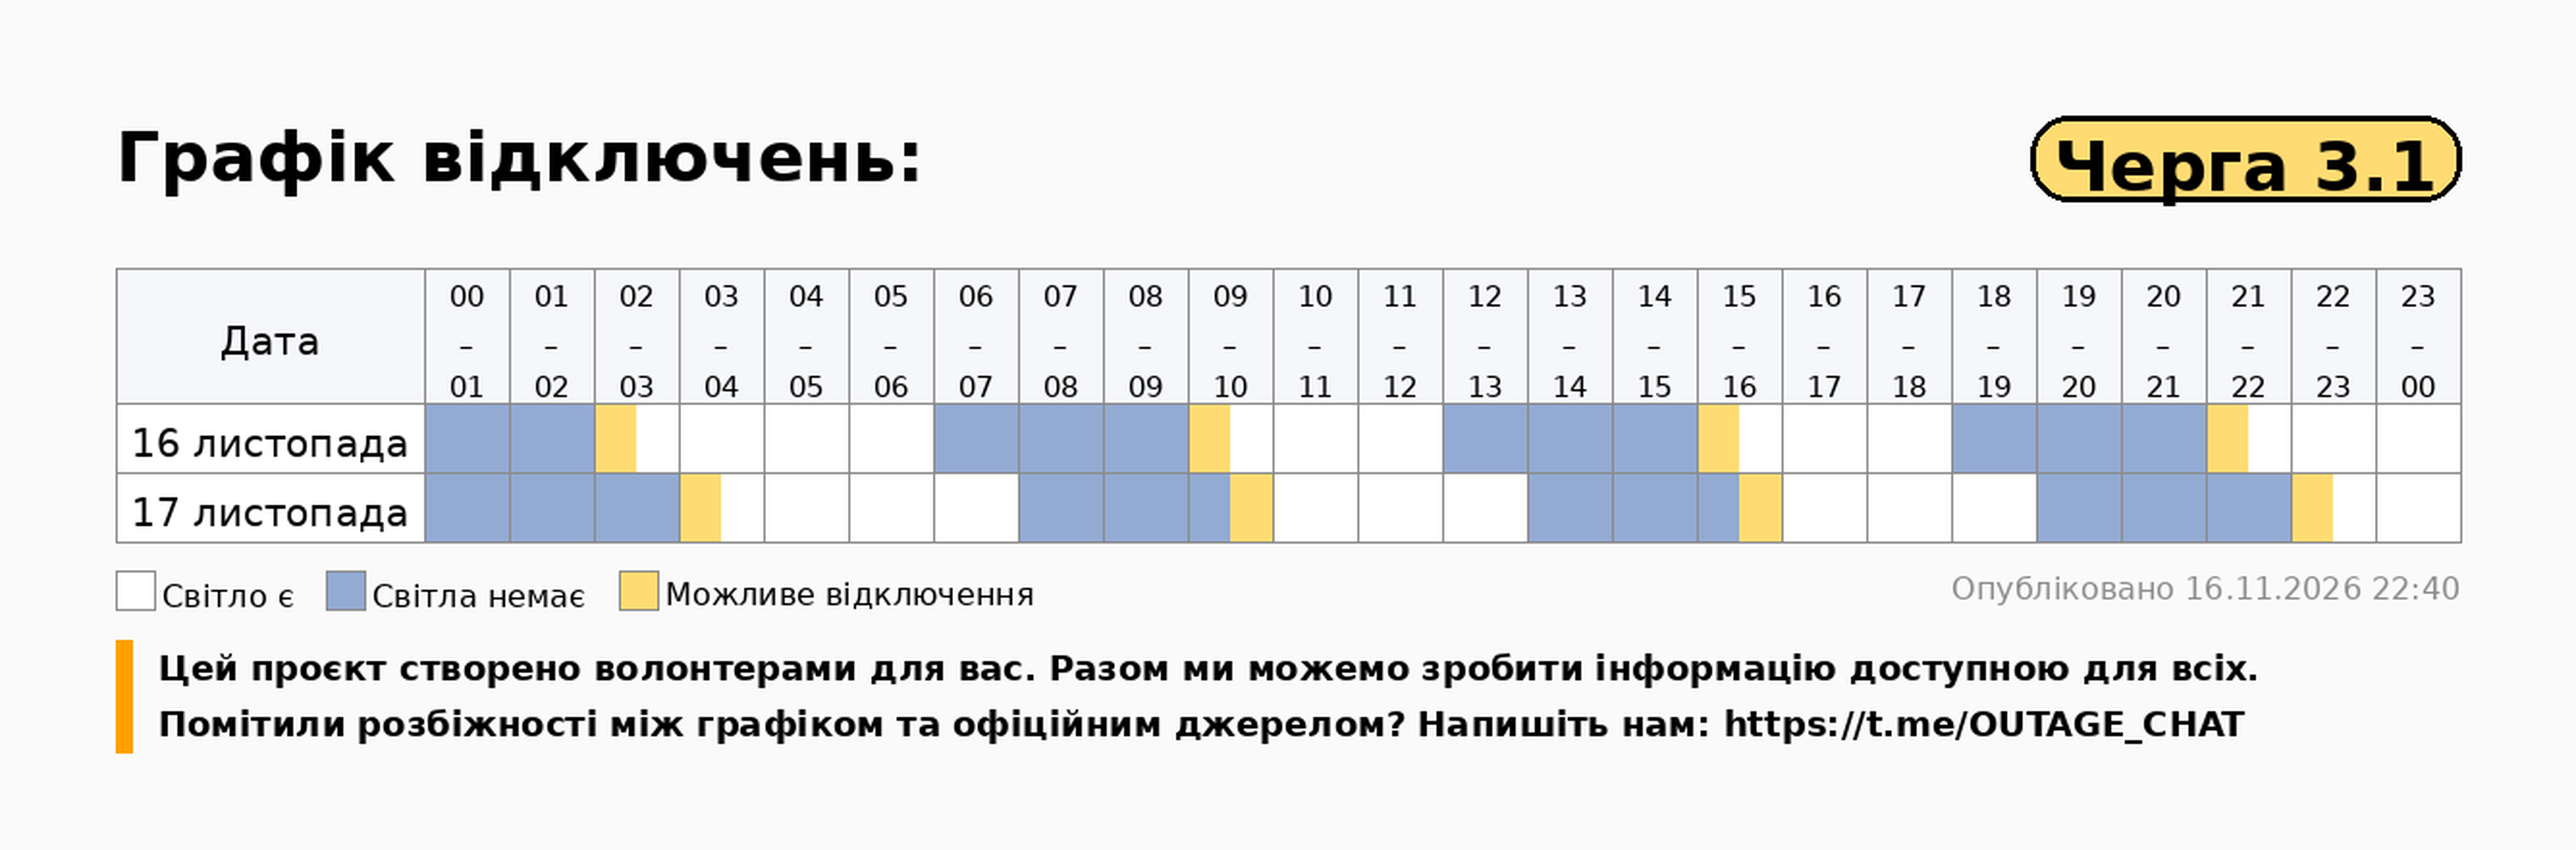 Графік відключень:
Черга 3.1
Дата
00 – 01
01 – 02
02 – 03
03 – 04
04 – 05
05 – 06
06 – 07
07 – 08
08 – 09
09 – 10
10 – 11
11 – 12
12 – 13
13 – 14
14 – 15
15 – 16
16 – 17
17 – 18
18 – 19
19 – 20
20 – 21
21 – 22
22 – 23
23 – 00
16 листопада
17 листопада
Світло є
Світла немає
Можливе відключення
Опубліковано 16.11.2026 22:40
Цей проєкт створено волонтерами для вас. Разом ми можемо зробити інформацію доступною для всіх.
Помітили розбіжності між графіком та офіційним джерелом? Напишіть нам: https://t.me/OUTAGE_CHAT